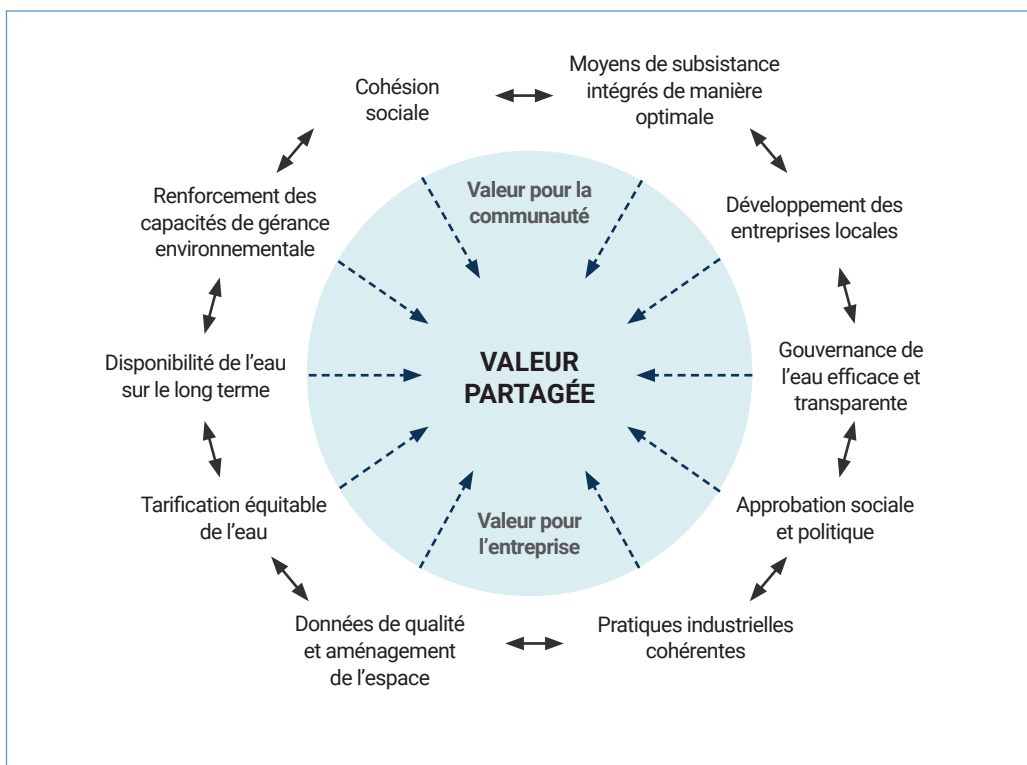 Cohésion
sociale
Moyens de subsistance
intégrés de manière
optimale
Développement des
entreprises locales
Gouvernance de
l'eau efficace et
transparente
Approbation sociale
et politique
Pratiques industrielles
cohérentes
Données de qualité
et aménagement
de l'espace
Tarification équitable
de l'eau
Disponibilité de l'eau
sur le long terme
Renforcement des
capacités de gérance
environnementale
Valeur pour la
communauté
VALEUR
PARTAGÉE
Valeur pour
l'entreprise